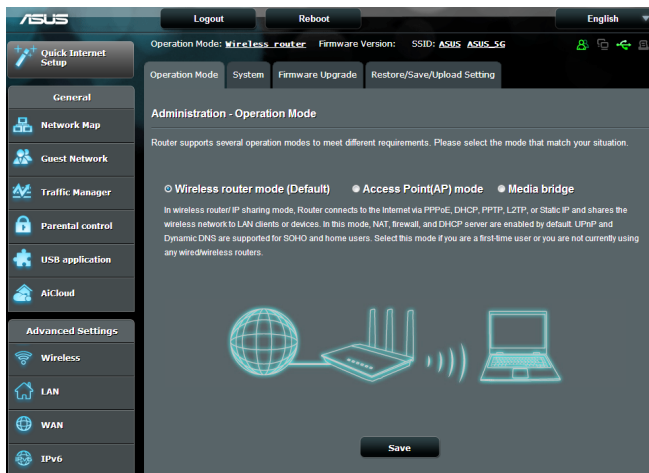 ASUS
Logout
Reboot
English
Operation Mode: Wireless router Firmware Version: SSID: ASUS ASUS_5G
Quick Internet
Setup
General
Network Map
Guest Network
Traffic Manager
Parental control
USB application
AiCloud
Advanced Settings
Wireless
LAN
WAN
IPv6
Operation Mode
System
Firmware Upgrade
Restore/Save/Upload Setting
Administration - Operation Mode
Router supports several operation modes to meet different requirements. Please select the mode that match your situation.
Wireless router mode (Default)
Access Point(AP) mode
Media bridge
In wireless router/ IP sharing mode, Router connects to the Internet via PPPoE, DHCP, PPTP, L2TP, or Static IP and shares the
wireless network to LAN clients or devices. In this mode, NAT, firewall, and DHCP server are enabled by default. UPnP and
Dynamic DNS are supported for SOHO and home users. Select this mode if you are a first-time user or you are not currently using
any wired/wireless routers.
Save